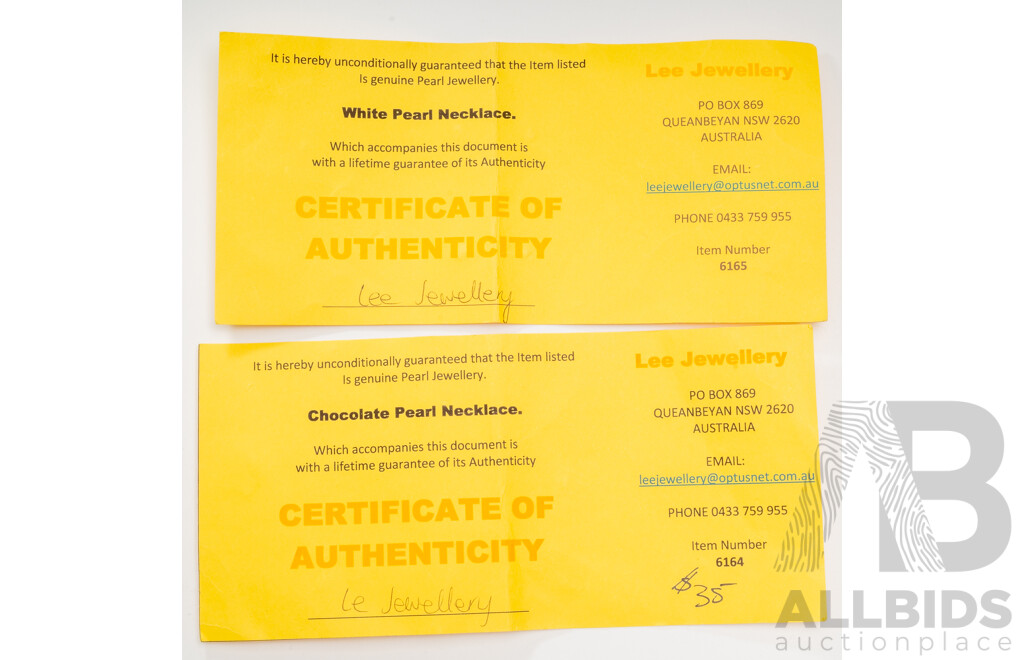 It is hereby unconditionally guaranteed that the Item listed
Is genuine Pearl Jewellery.
White Pearl Necklace.
Which accompanies this document is
with a lifetime guarantee of its Authenticity
CERTIFICATE OF
AUTHENTICITY
Lee Jewellery
Lee Jewellery
PO BOX 869
QUEANBEYAN NSW 2620
AUSTRALIA
EMAIL:
leejewellery@optusnet.com.au
PHONE 0433 759 955
Item Number
6165
It is hereby unconditionally guaranteed that the Item listed
Is genuine Pearl Jewellery.
Chocolate Pearl Necklace.
Which accompanies this document is
with a lifetime guarantee of its Authenticity
CERTIFICATE OF
AUTHENTICITY
Le Jewellery
Lee Jewellery
PO BOX 869
QUEANBEYAN NSW 2620
AUSTRALIA
EMAIL:
leejewellery@optusnet.com.au
PHONE 0433 759 955
Item Number
6164
$35
AB
ALLBIDS
auctionplace